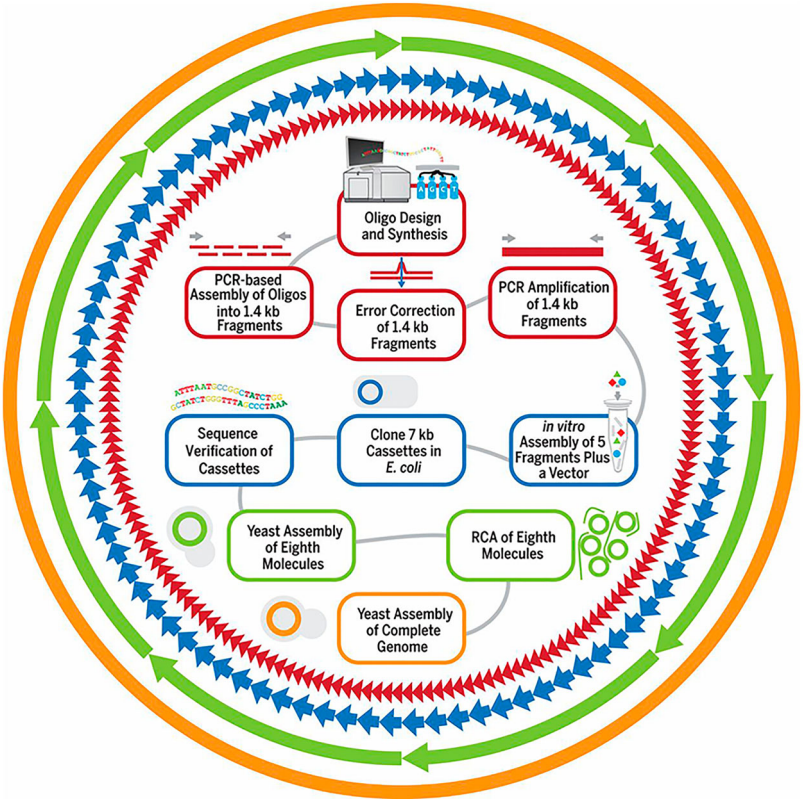 A G C T
Oligo Design
and Synthesis
PCR-based
Assembly of Oligos
into 1.4 kb
Fragments
Error Correction
of 1.4 kb
Fragments
PCR Amplification
of 1.4 kb
Fragments
ATTTAATGCCGGCTATCTGG
GCTATCTGGGTTTAGCCCTAAA
Sequence
Verification of
Cassettes
Clone 7 kb
Cassettes in
E. coli
in vitro
Assembly of 5
Fragments Plus
a Vector
Yeast Assembly
of Eighth
Molecules
RCA of Eighth
Molecules
Yeast Assembly
of Complete
Genome